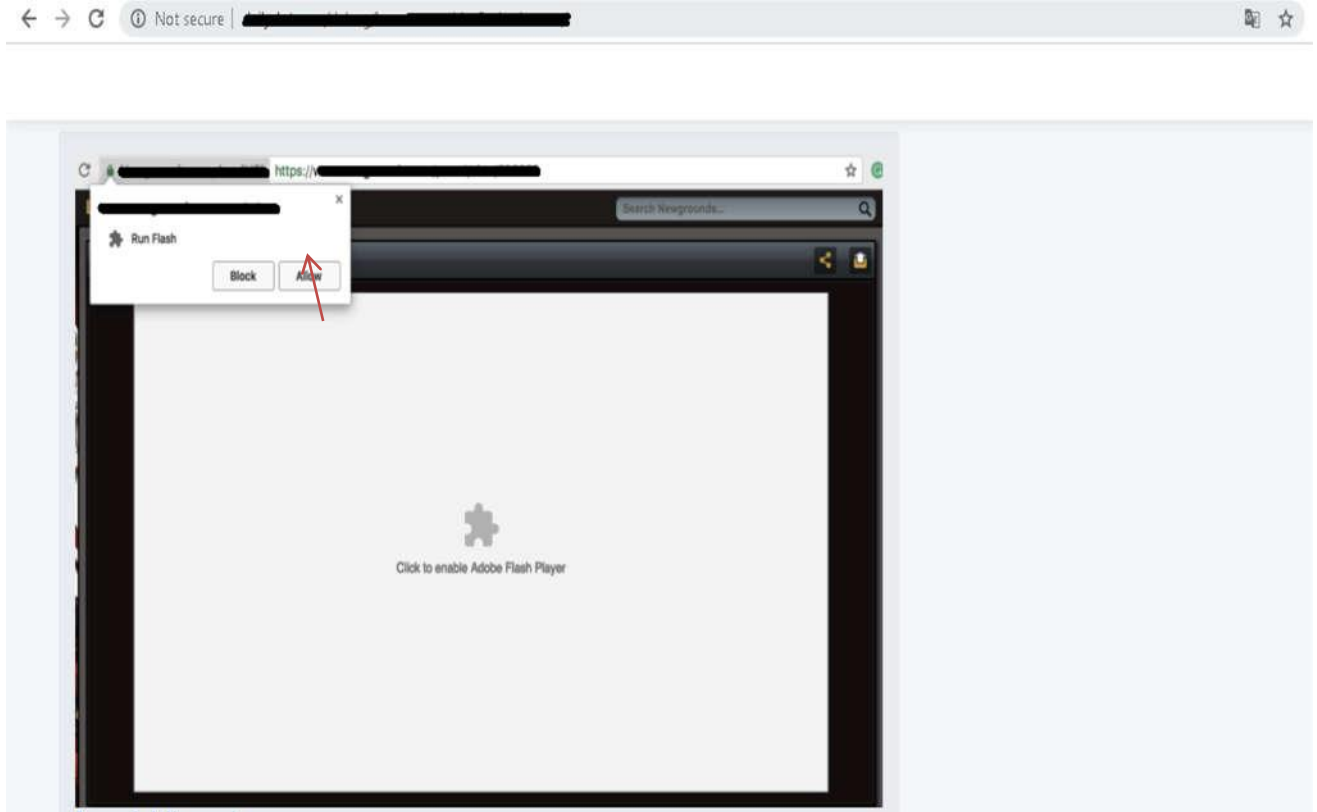 Not secure
https://
Search Newgrounds...
Run Flash
Block Allow
Click to enable Adobe Flash Player